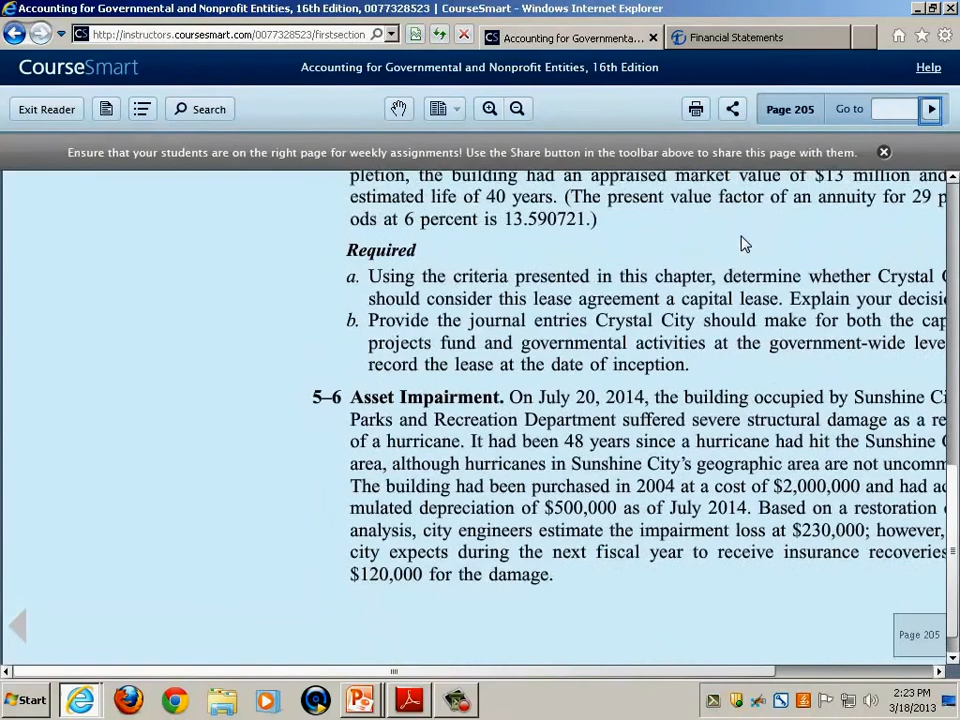 Accounting for Governmental and Nonprofit Entities, 16th Edition, 0077328523 | CourseSmart - Windows Internet Explorer
http://instructors.coursesmart.com/0077328523/firstsection
CS Accounting for Governmenta...
Financial Statements
CourseSmart
Accounting for Governmental and Nonprofit Entities, 16th Edition
Help
Exit Reader
Search
Page 205
Go to
Ensure that your students are on the right page for weekly assignments! Use the Share button in the toolbar above to share this page with them.
pletion, the building had an appraised market value of $13 million and
estimated life of 40 years. (The present value factor of an annuity for 29 p
ods at 6 percent is 13.590721.)
Required
a. Using the criteria presented in this chapter, determine whether Crystal C
should consider this lease agreement a capital lease. Explain your decisi
b. Provide the journal entries Crystal City should make for both the cap
projects fund and governmental activities at the government-wide leve
record the lease at the date of inception.
5–6 Asset Impairment. On July 20, 2014, the building occupied by Sunshine Ci
Parks and Recreation Department suffered severe structural damage as a re
of a hurricane. It had been 48 years since a hurricane had hit the Sunshine C
area, although hurricanes in Sunshine City's geographic area are not uncomm
The building had been purchased in 2004 at a cost of $2,000,000 and had ac
mulated depreciation of $500,000 as of July 2014. Based on a restoration c
analysis, city engineers estimate the impairment loss at $230,000; however,
city expects during the next fiscal year to receive insurance recoveries
$120,000 for the damage.
Page 205
Start
2:23 PM
3/18/2013